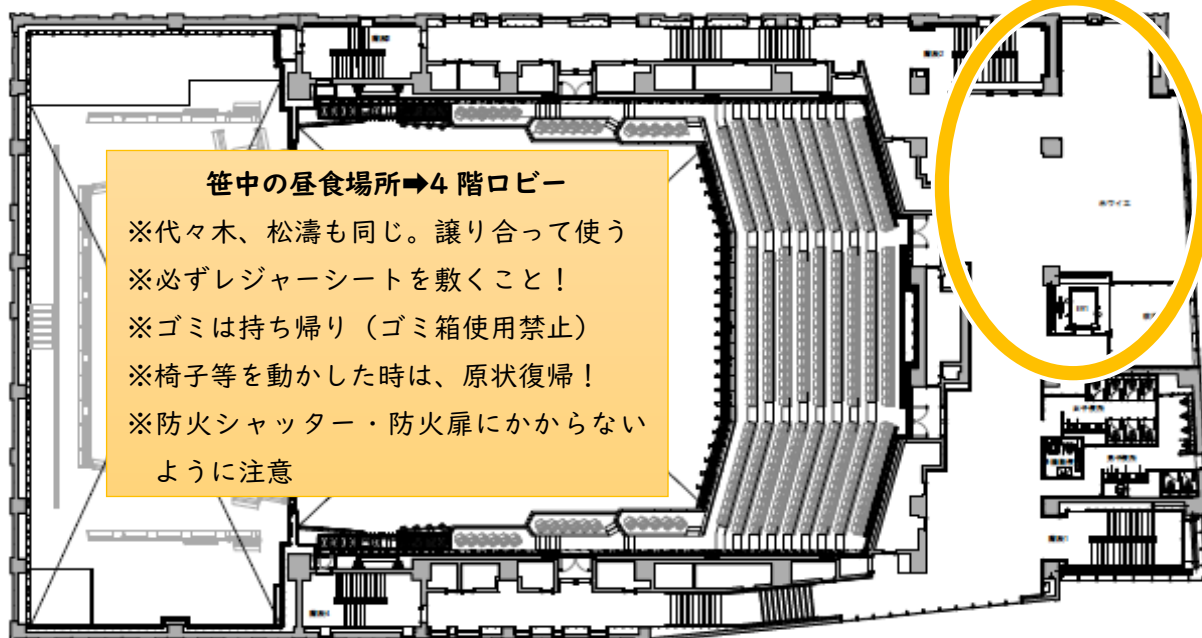 笹中の昼食場所➡4 階ロビー
※代々木、松濤も同じ。譲り合って使う
※必ずレジャーシートを敷くこと！
※ゴミは持ち帰り（ゴミ箱使用禁止）
※椅子等を動かした時は、原状復帰！
※防火シャッター・防火扉にかからない
ように注意
ホワイエ